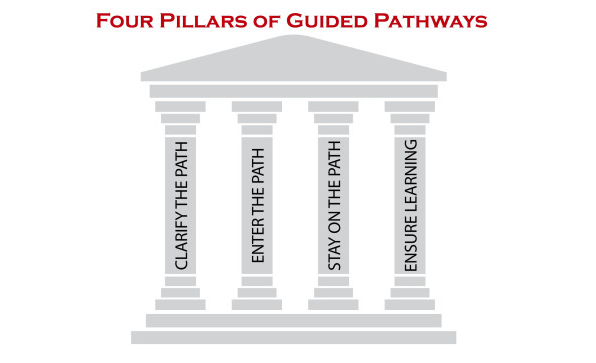 Four Pillars of Guided Pathways
CLARIFY THE PATH
ENTER THE PATH
STAY ON THE PATH
ENSURE LEARNING